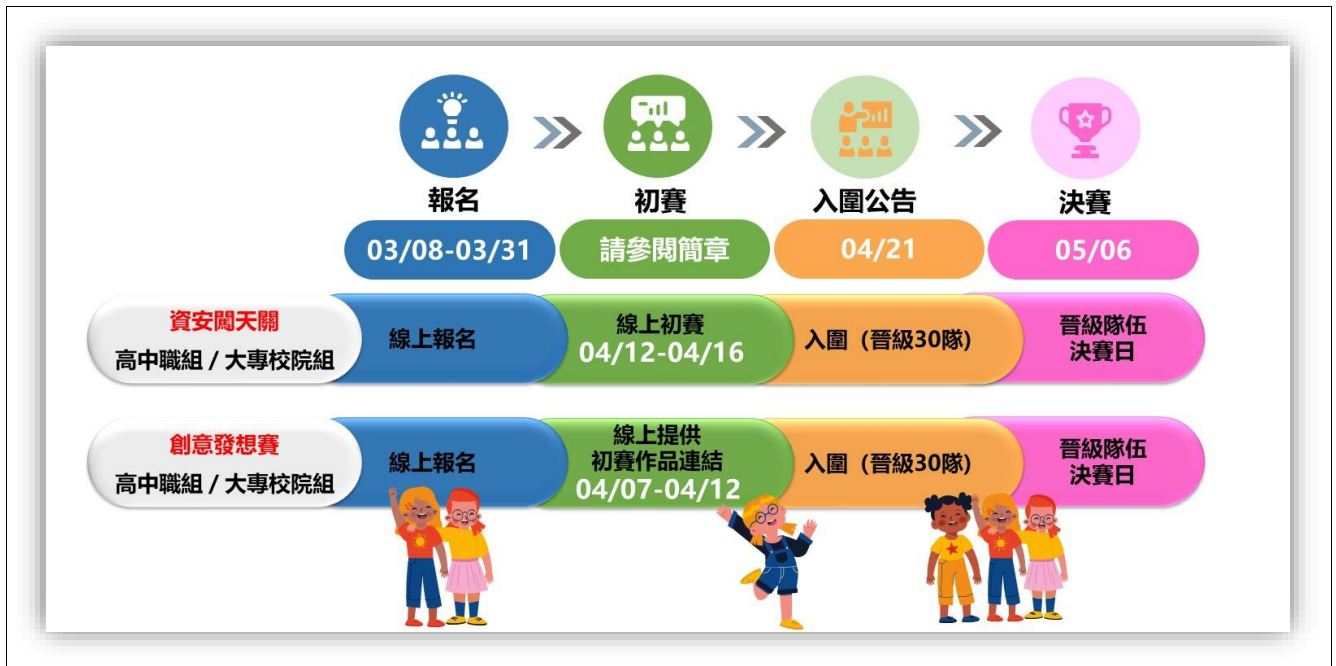 報名
初賽
入圍公告
決賽
03/08-03/31
請參閱簡章
04/21
05/06
資安闖天關
高中職組 / 大專校院組
線上報名
線上初賽
04/12-04/16
入圍（晉級30隊）
晉級隊伍
決賽日
創意發想賽
高中職組 / 大專校院組
線上報名
線上提供
初賽作品連結
04/07-04/12
入圍（晉級30隊）
晉級隊伍
決賽日